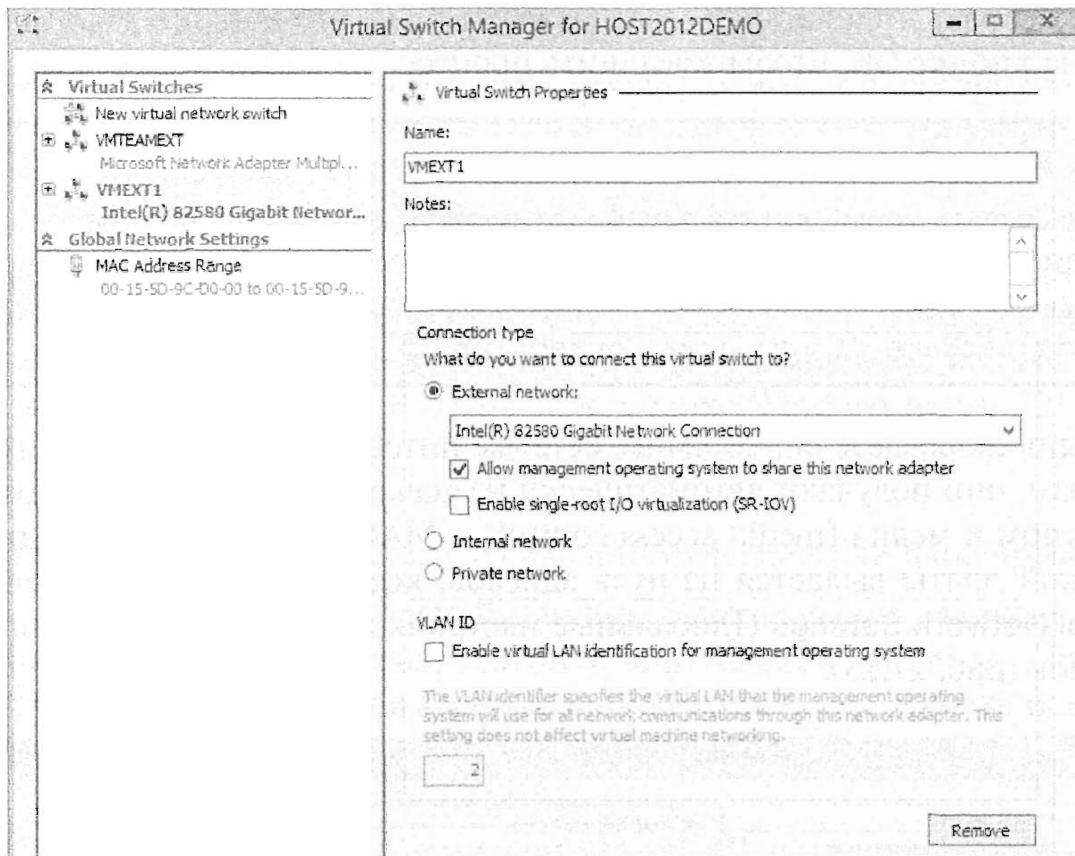 Virtual Switch Manager for HOST2012DEMO
Virtual Switches
New virtual network switch
VMTEAMEXT
Microsoft Network Adapter Multipl...
VMEXT1
Intel(R) 82580 Gigabit Networ...
Global Network Settings
MAC Address Range
00-15-5D-9C-D0-00 to 00-15-5D-9...
Virtual Switch Properties
Name:
VMEXT1
Notes:
Connection type
What do you want to connect this virtual switch to?
External network:
Intel(R) 82580 Gigabit Network Connection
Allow management operating system to share this network adapter
Enable single-root I/O virtualization (SR-IOV)
Internal network
Private network
VLAN ID
Enable virtual LAN identification for management operating system
The VLAN identifier specifies the virtual LAN that the management operating
system will use for all network communications through this network adapter. This
setting does not affect virtual machine networking.
2
Remove